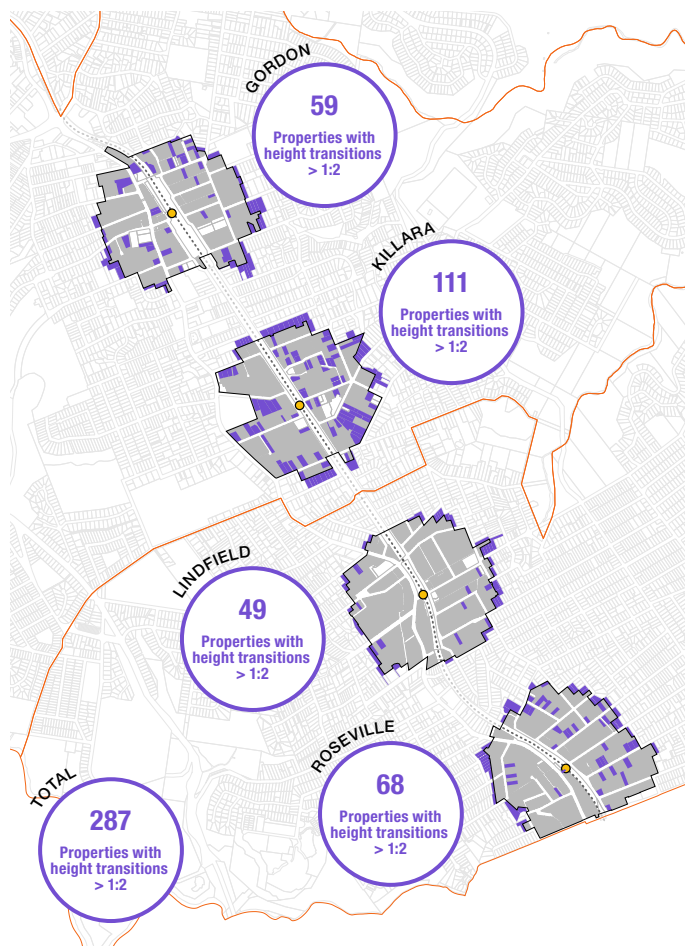 GORDON
59
Properties with
height transitions
> 1:2
KILLARA
111
Properties with
height transitions
> 1:2
LINDFIELD
49
Properties with
height transitions
> 1:2
ROSEVILLE
68
Properties with
height transitions
> 1:2
TOTAL
287
Properties with
height transitions
> 1:2